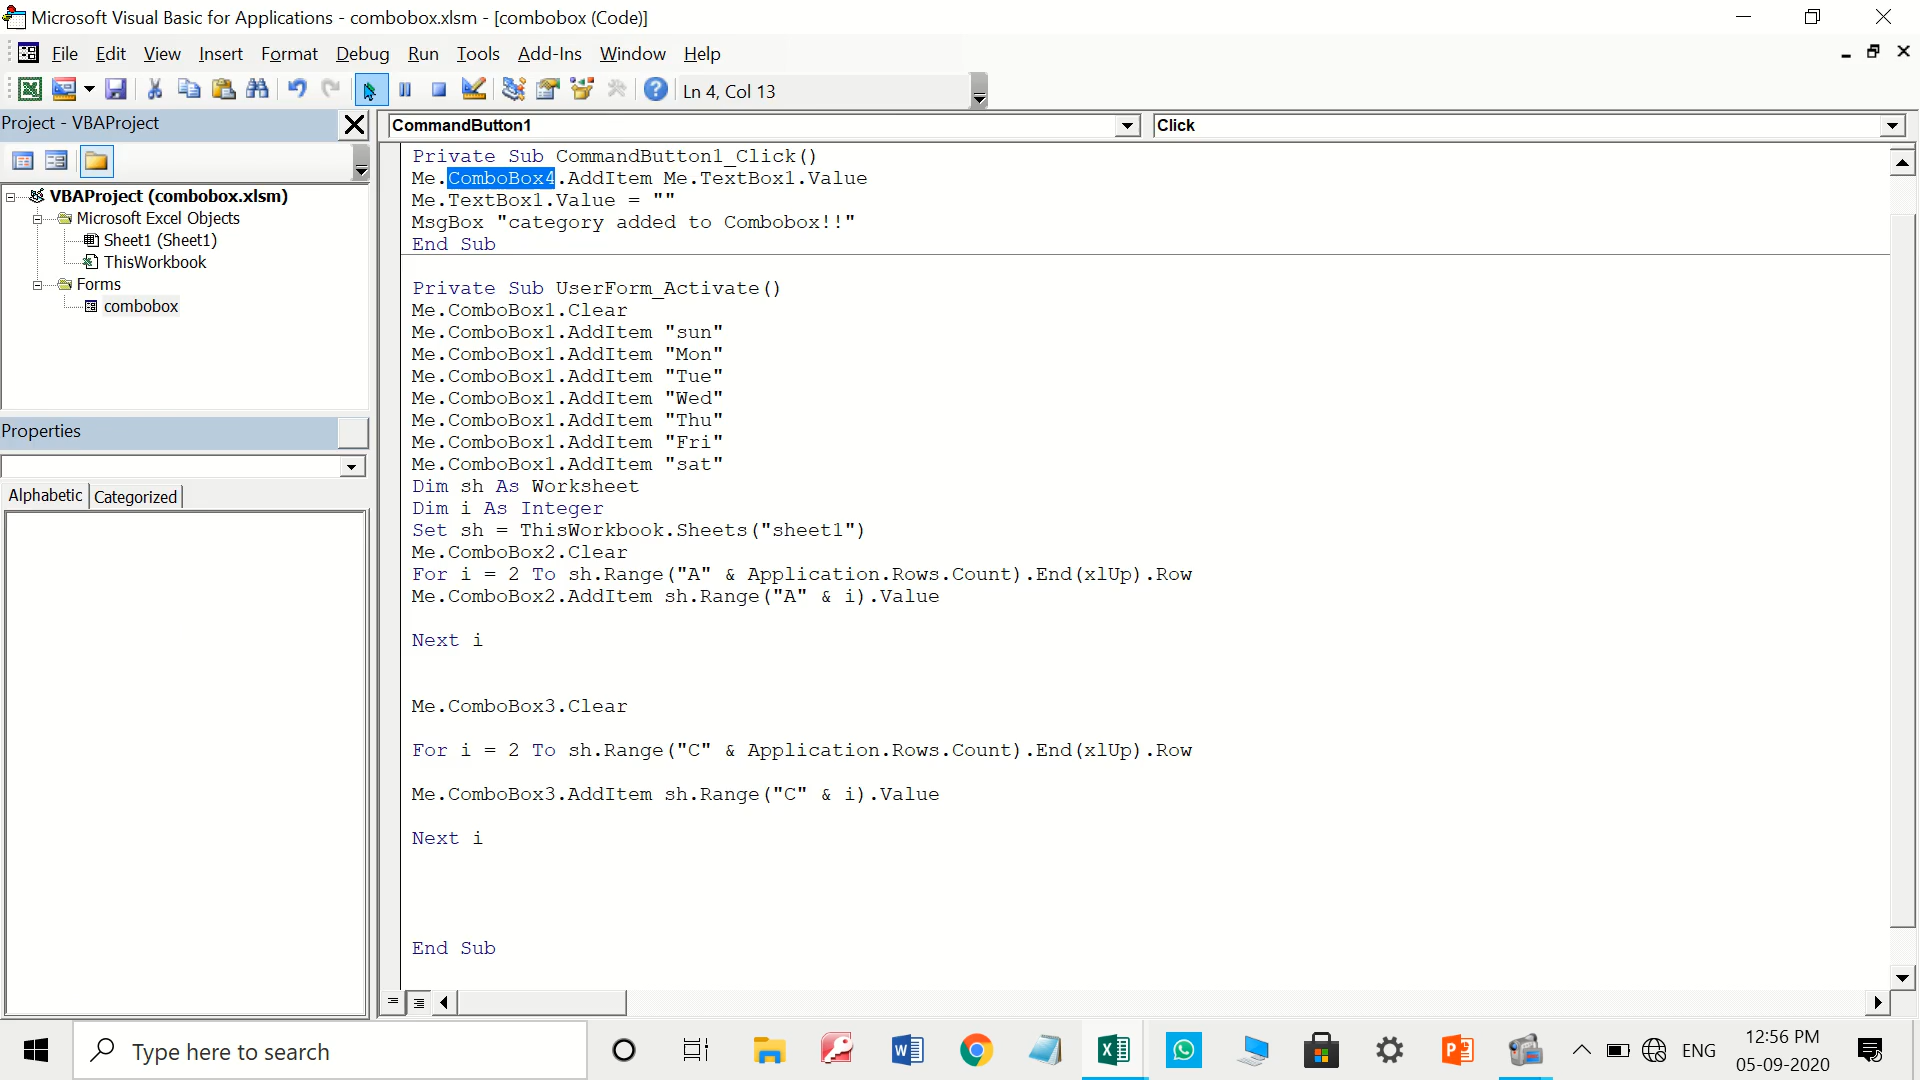 Microsoft Visual Basic for Applications - combobox.xlsm - [combobox (Code)]
File Edit View Insert Format Debug Run Tools Add-Ins Window Help
Ln 4, Col 13
Project - VBAProject
VBAProject (combobox.xlsm)
Microsoft Excel Objects
Sheet1 (Sheet1)
ThisWorkbook
Forms
combobox
Properties
Alphabetic Categorized
CommandButton1 Click
Private Sub CommandButton1_Click()
Me.ComboBox4.AddItem Me.TextBox1.Value
Me.TextBox1.Value = ""
MsgBox "category added to Combobox!!"
End Sub
Private Sub UserForm_Activate()
Me.ComboBox1.Clear
Me.ComboBox1.AddItem "sun"
Me.ComboBox1.AddItem "Mon"
Me.ComboBox1.AddItem "Tue"
Me.ComboBox1.AddItem "Wed"
Me.ComboBox1.AddItem "Thu"
Me.ComboBox1.AddItem "Fri"
Me.ComboBox1.AddItem "sat"
Dim sh As Worksheet
Dim i As Integer
Set sh = ThisWorkbook.Sheets("sheet1")
Me.ComboBox2.Clear
For i = 2 To sh.Range("A" & Application.Rows.Count).End(xlUp).Row
Me.ComboBox2.AddItem sh.Range("A" & i).Value
Next i
Me.ComboBox3.Clear
For i = 2 To sh.Range("C" & Application.Rows.Count).End(xlUp).Row
Me.ComboBox3.AddItem sh.Range("C" & i).Value
Next i
End Sub
Type here to search
ENG
12:56 PM
05-09-2020